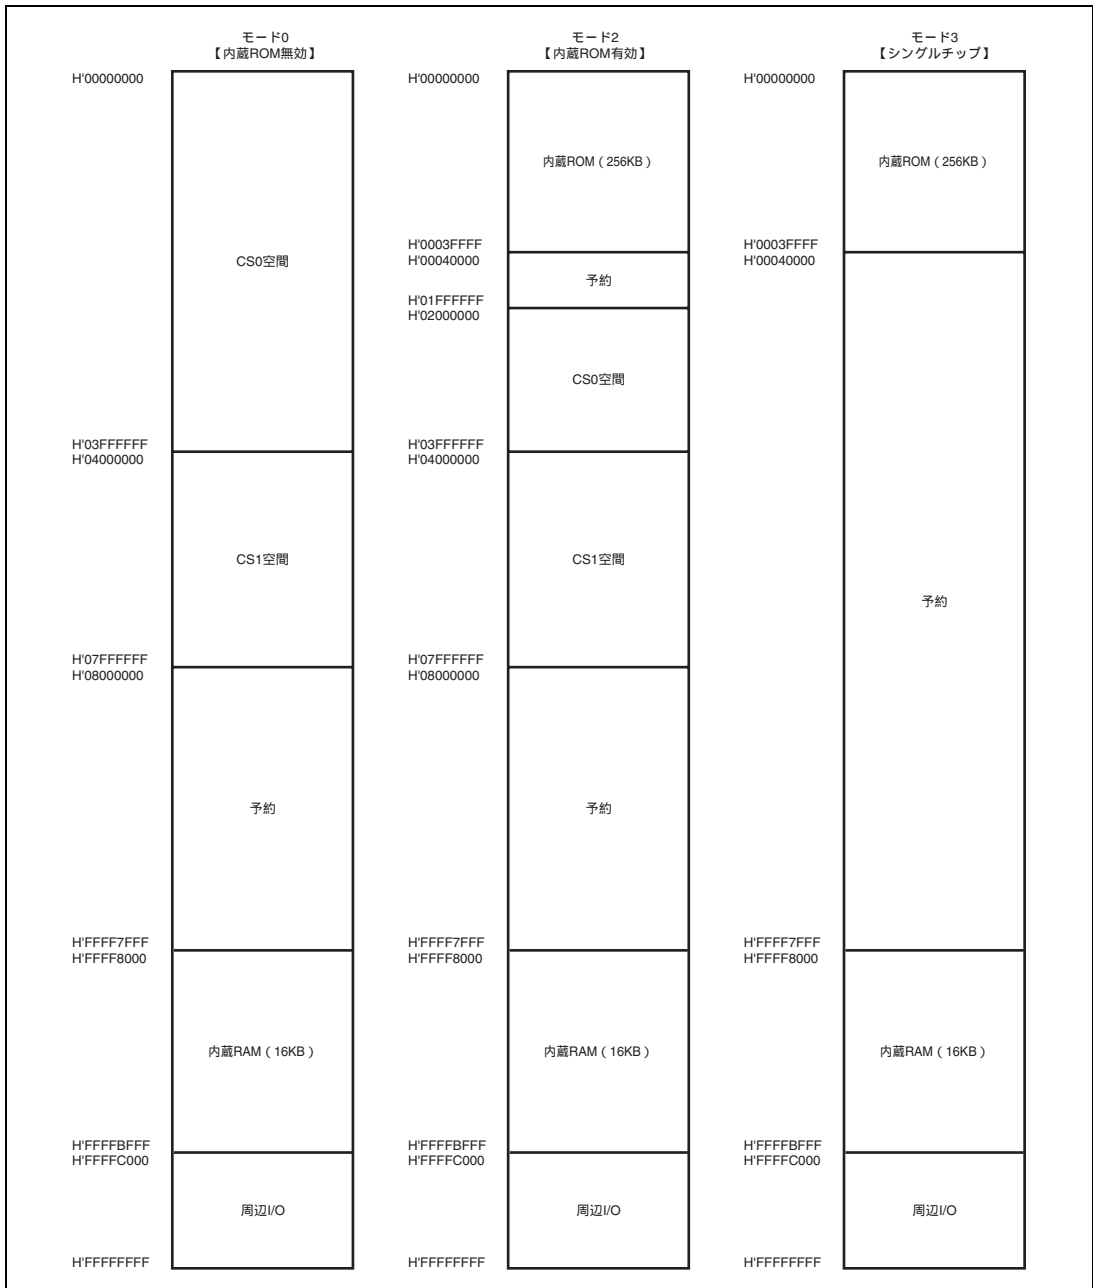 モード0
【内蔵ROM無効】
H'00000000
CS0空間
H'03FFFFFF
H'04000000
CS1空間
H'07FFFFFF
H'08000000
予約
H'FFFF7FFF
H'FFFF8000
内蔵RAM(16KB)
H'FFFFBFFF
H'FFFFC000
周辺I/O
H'FFFFFFFF
モード2
【内蔵ROM有効】
H'00000000
内蔵ROM(256KB)
H'0003FFFF
H'00040000
予約
H'01FFFFFF
H'02000000
CS0空間
H'03FFFFFF
H'04000000
CS1空間
H'07FFFFFF
H'08000000
予約
H'FFFF7FFF
H'FFFF8000
内蔵RAM(16KB)
H'FFFFBFFF
H'FFFFC000
周辺I/O
H'FFFFFFFF
モード3
【シングルチップ】
H'00000000
内蔵ROM(256KB)
H'0003FFFF
H'00040000
予約
H'FFFF7FFF
H'FFFF8000
内蔵RAM(16KB)
H'FFFFBFFF
H'FFFFC000
周辺I/O
H'FFFFFFFF